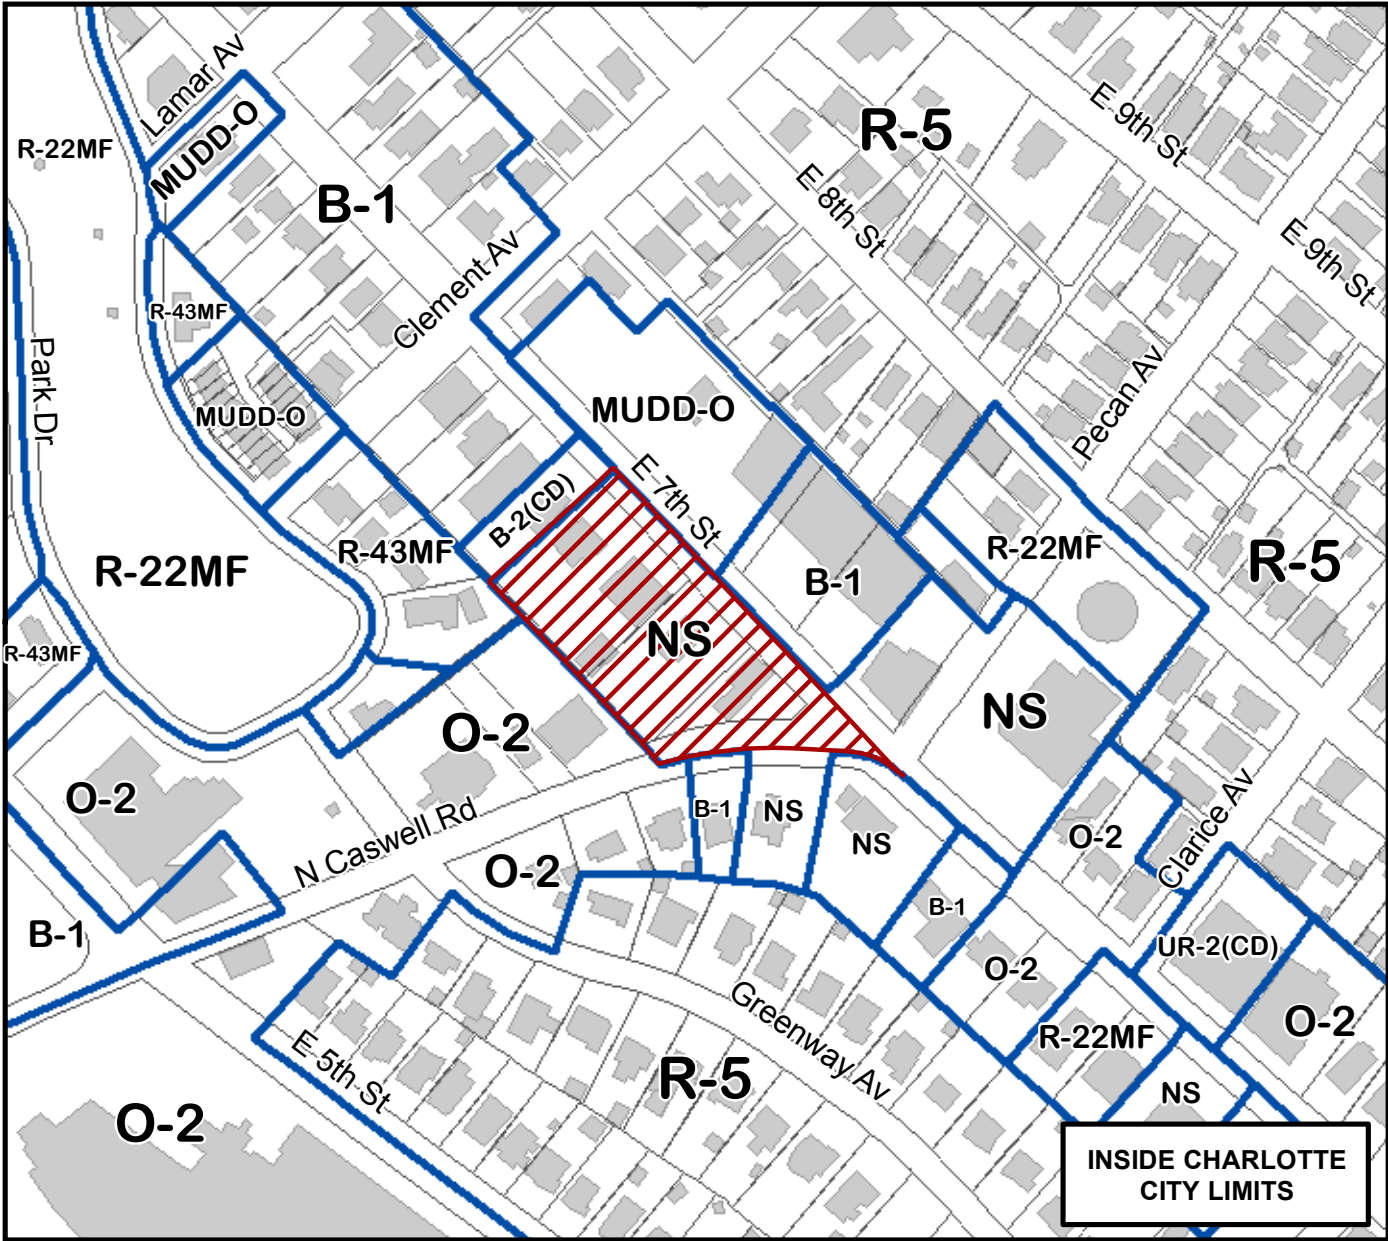 Lamar Av
R-22MF
MUDD-O
B-1
R-5
E 9th St
E 8th St
E 9th St
Clement Av
R-43MF
Park Dr
MUDD-O
MUDD-O
Pecan Av
E 7th St
B-2(CD)
R-43MF
R-22MF
R-22MF
R-5
B-1
NS
R-43MF
O-2
NS
O-2
B-1
NS
NS
O-2
Clarice Av
N Caswell Rd
O-2
B-1
B-1
UR-2(CD)
O-2
O-2
Greenway Av
R-22MF
E 5th St
R-5
NS
O-2
INSIDE CHARLOTTE
CITY LIMITS